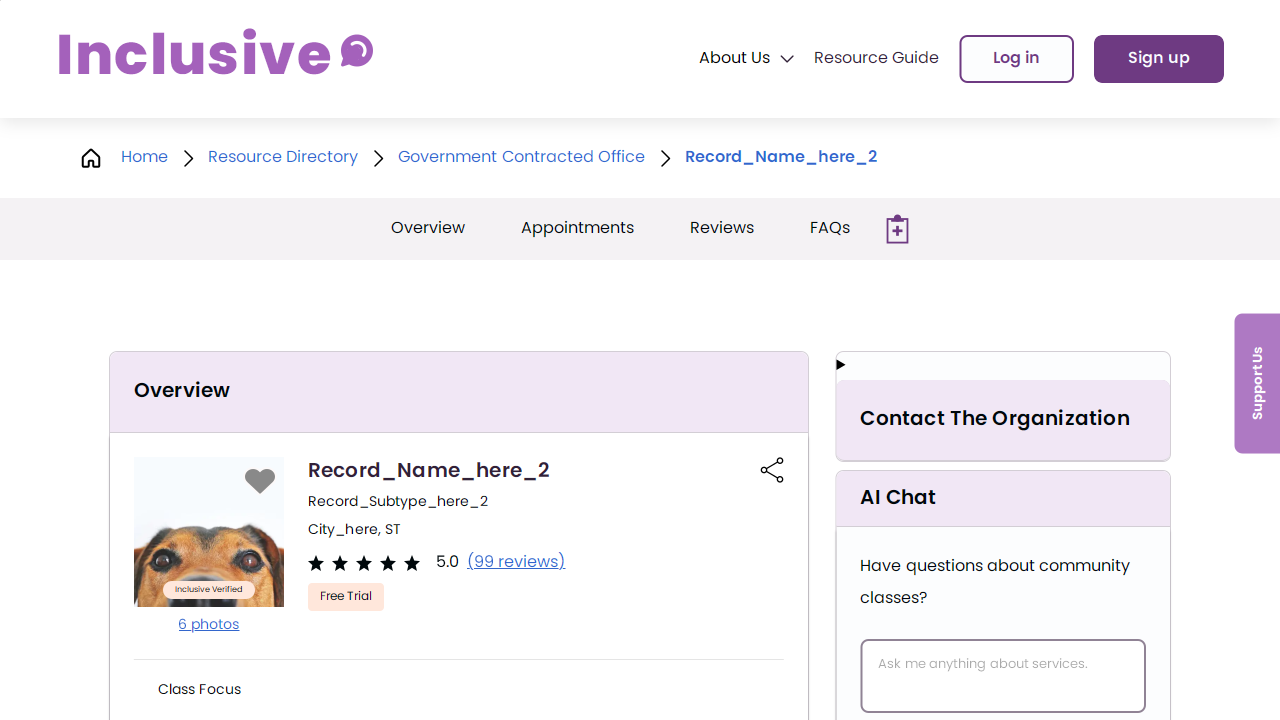 Inclusive
About Us
Resource Guide
Log in
Sign up
Home
Resource Directory
Government Contracted Office
Record_Name_here_2
Overview
Appointments
Reviews
FAQs
Support Us
Overview
Inclusive Verified
6 photos
Record_Name_here_2
Record_Subtype_here_2
City_here, ST
5.0 (99 reviews)
Free Trial
Class Focus
Contact The Organization
AI Chat
Have questions about community
classes?
Ask me anything about services.